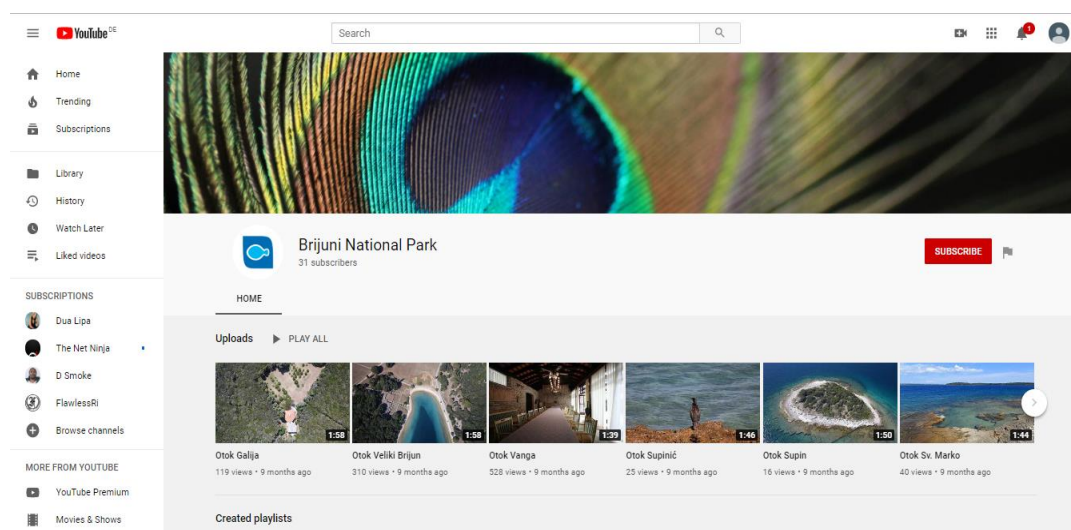 YouTube DE
Search
1
Home
Trending
Subscriptions
Library
History
Watch Later
Liked videos
SUBSCRIPTIONS
Dua Lipa
The Net Ninja
D Smoke
FlawlessRi
Browse channels
MORE FROM YOUTUBE
YouTube Premium
Movies & Shows
Brijuni National Park
31 subscribers
SUBSCRIBE
HOME
Uploads PLAY ALL
1:58 1:58 1:39 1:46 1:50 1:44
Otok Galija Otok Veliki Brijun Otok Vanga Otok Supinić Otok Supin Otok Sv. Marko
119 views • 9 months ago 310 views • 9 months ago 528 views • 9 months ago 25 views • 9 months ago 16 views • 9 months ago 40 views • 9 months ago
Created playlists